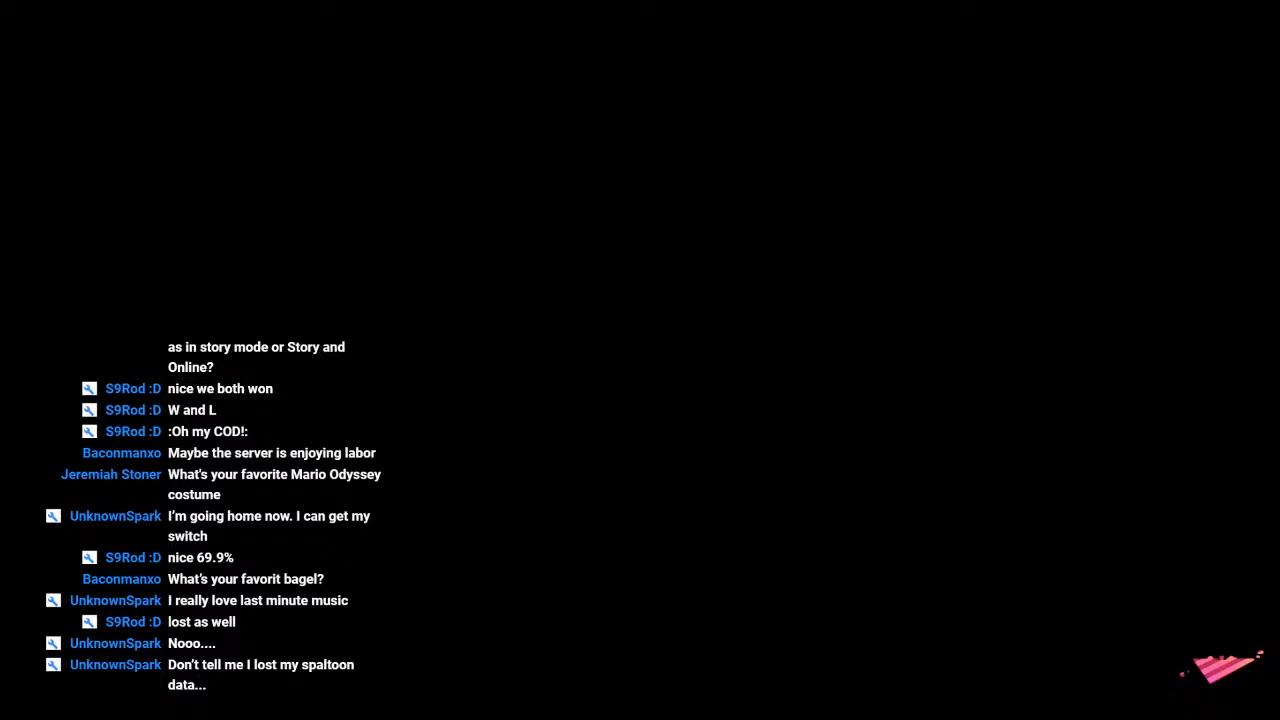 as in story mode or Story and
Online?
S9Rod :D nice we both won
S9Rod :D W and L
S9Rod :D :Oh my COD!:
Baconmanxo Maybe the server is enjoying labor
Jeremiah Stoner What's your favorite Mario Odyssey
costume
UnknownSpark I’m going home now. I can get my
switch
S9Rod :D nice 69.9%
Baconmanxo What’s your favorit bagel?
UnknownSpark I really love last minute music
S9Rod :D lost as well
UnknownSpark Nooo....
UnknownSpark Don’t tell me I lost my spaltoon
data...